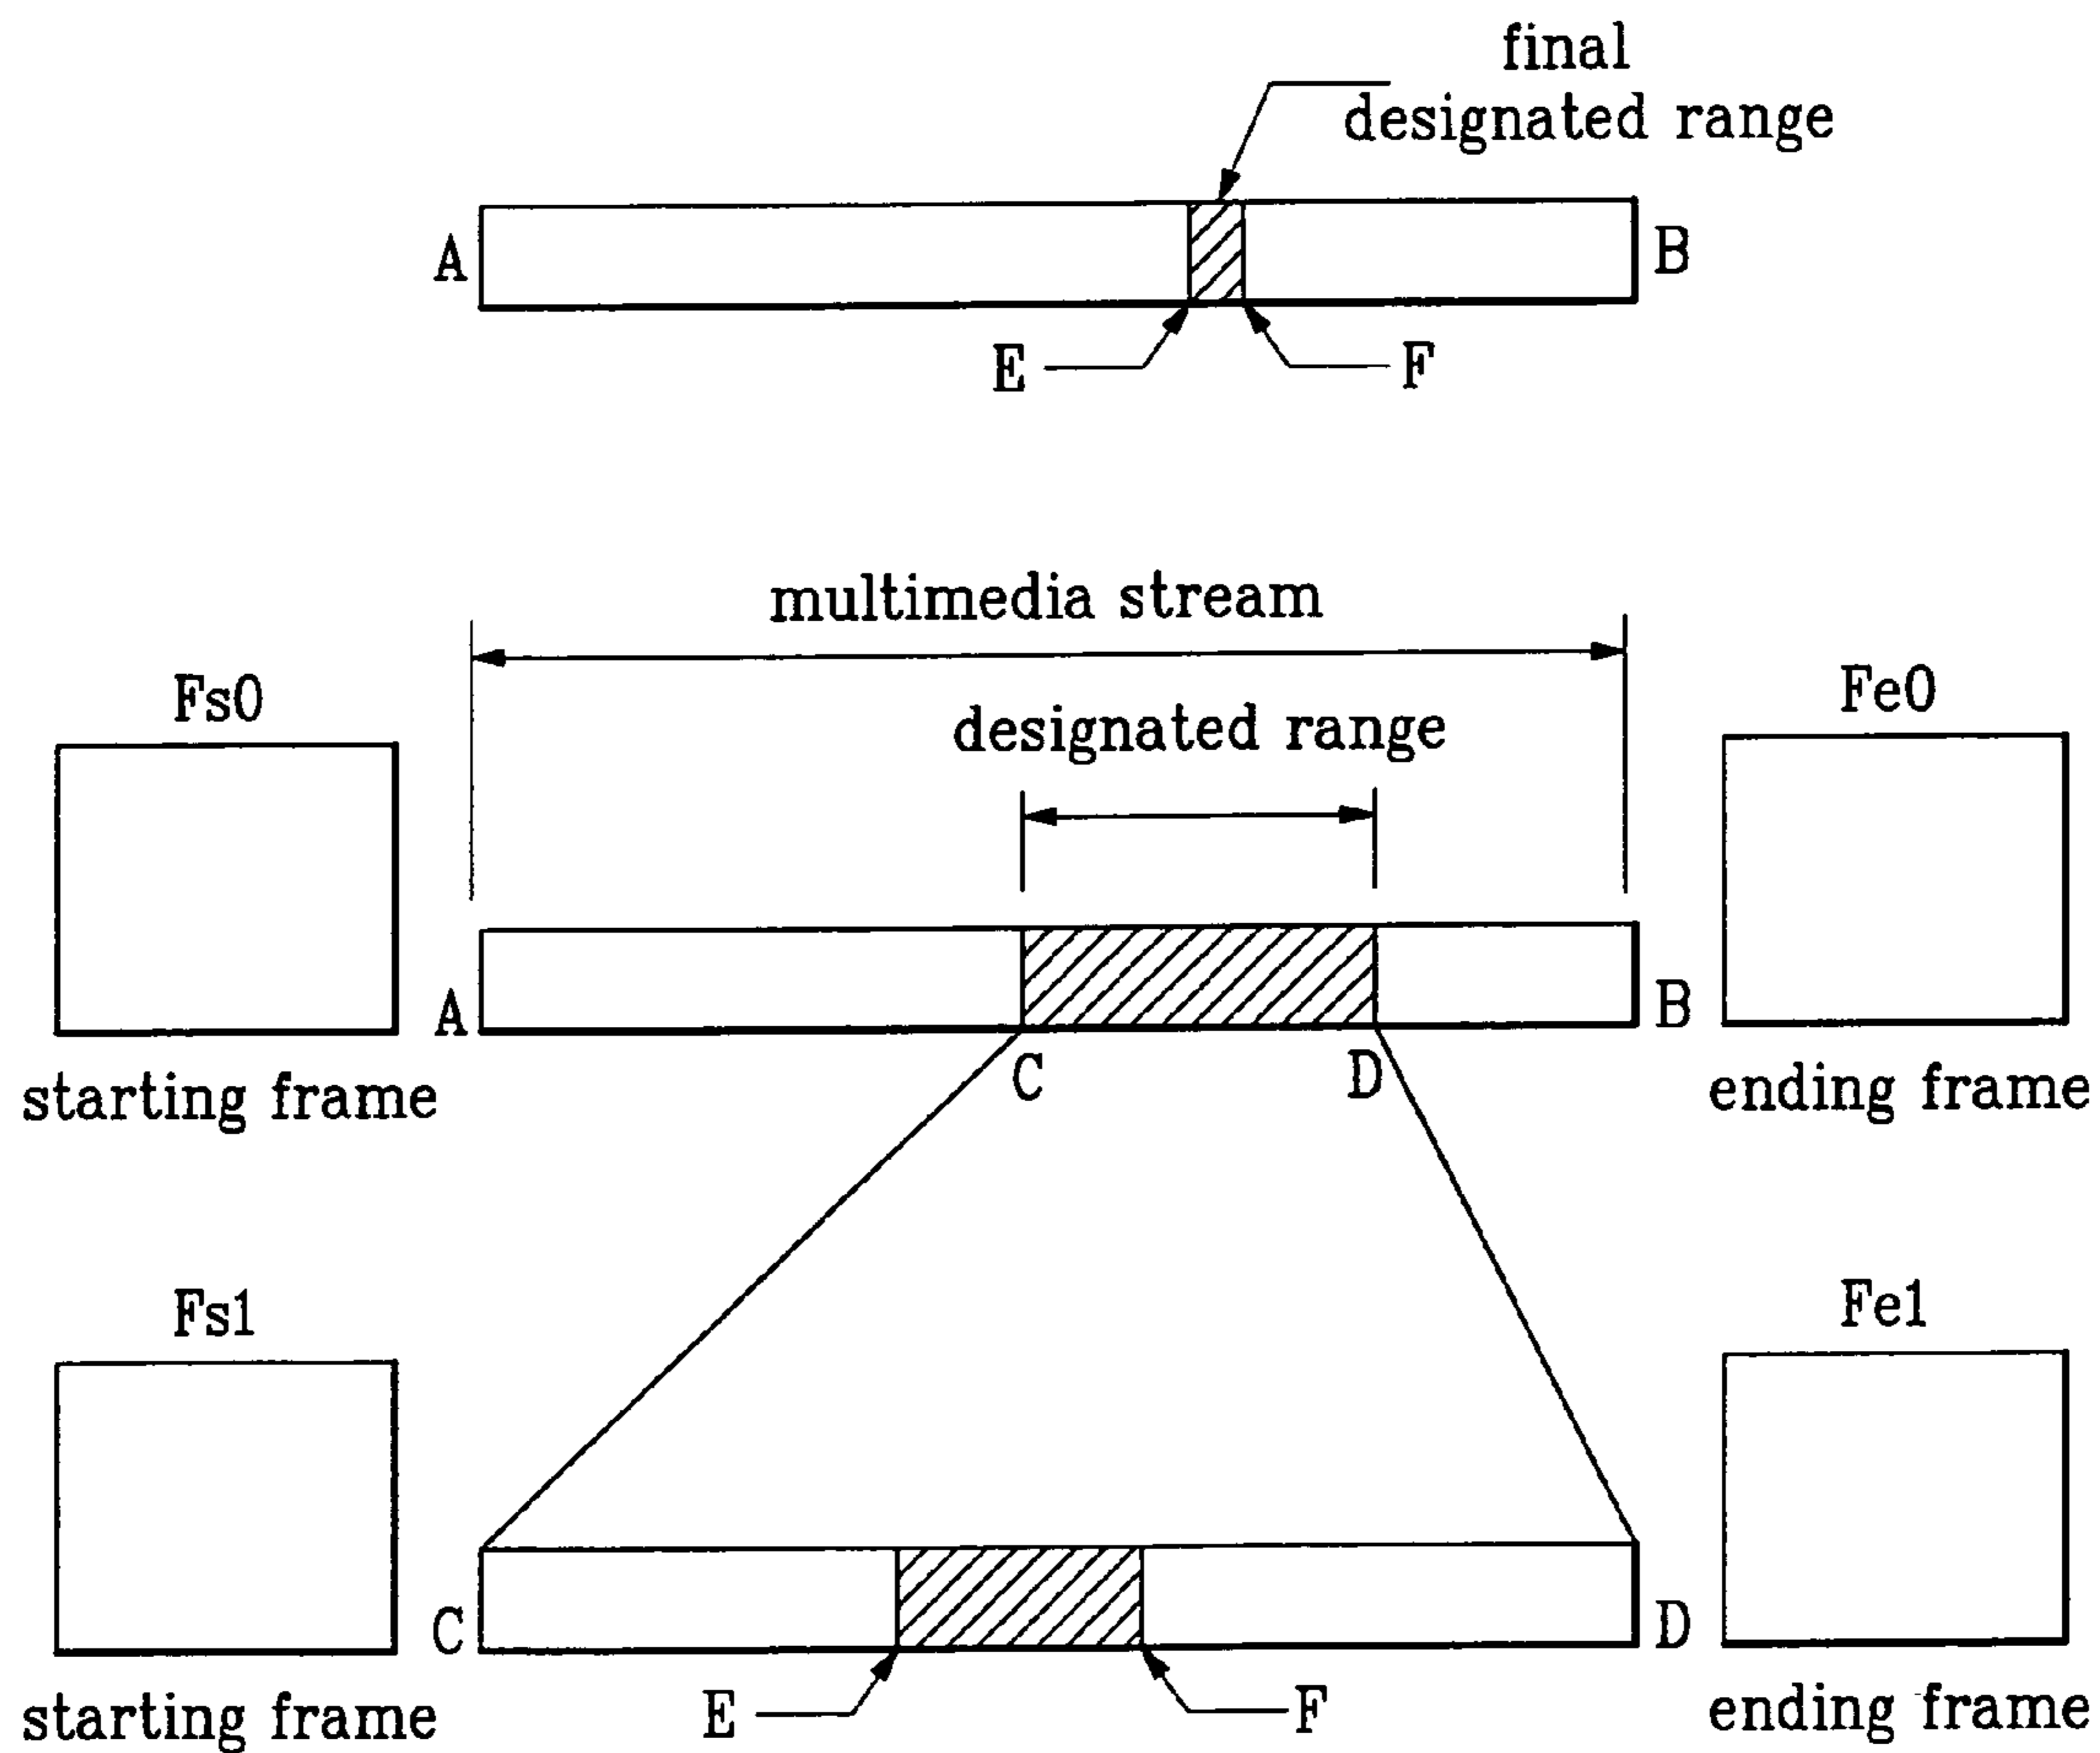 final
designated range
A
B
E
F
multimedia stream
Fs0
Fe0
designated range
A
B
C
D
starting frame
ending frame
Fs1
Fe1
C
D
E
F
starting frame
ending frame